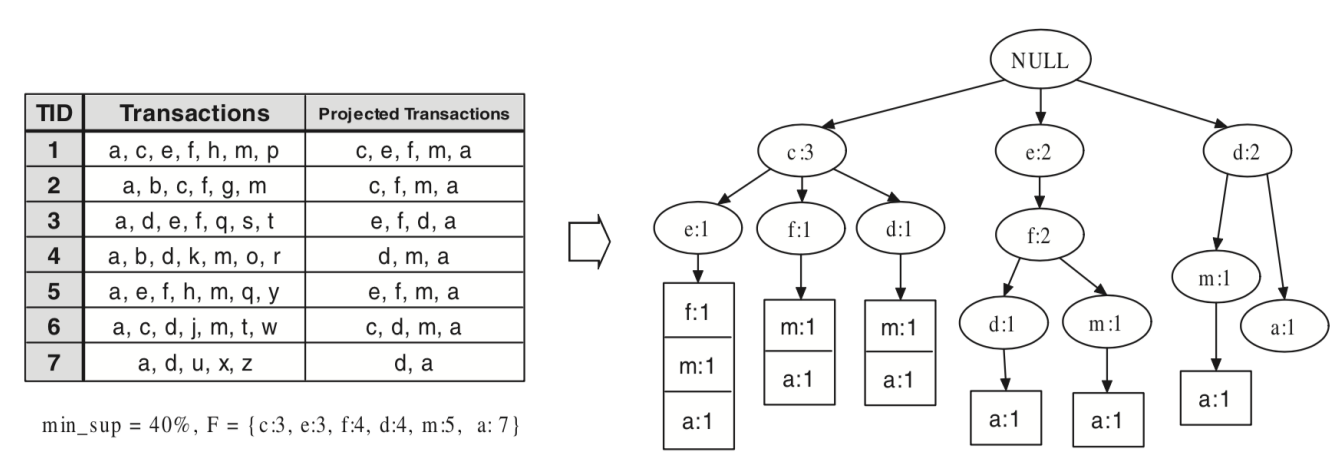 TID Transactions Projected Transactions
1 a, c, e, f, h, m, p c, e, f, m, a
2 a, b, c, f, g, m c, f, m, a
3 a, d, e, f, q, s, t e, f, d, a
4 a, b, d, k, m, o, r d, m, a
5 a, e, f, h, m, q, y e, f, m, a
6 a, c, d, j, m, t, w c, d, m, a
7 a, d, u, x, z d, a
min_sup = 40%, F = {c:3, e:3, f:4, d:4, m:5, a: 7}
NULL
c:3 e:2 d:2
e:1 f:1 d:1 f:2
m:1
f:1 m:1 m:1 d:1 m:1 a:1
m:1 a:1 a:1
a:1 a:1 a:1 a:1